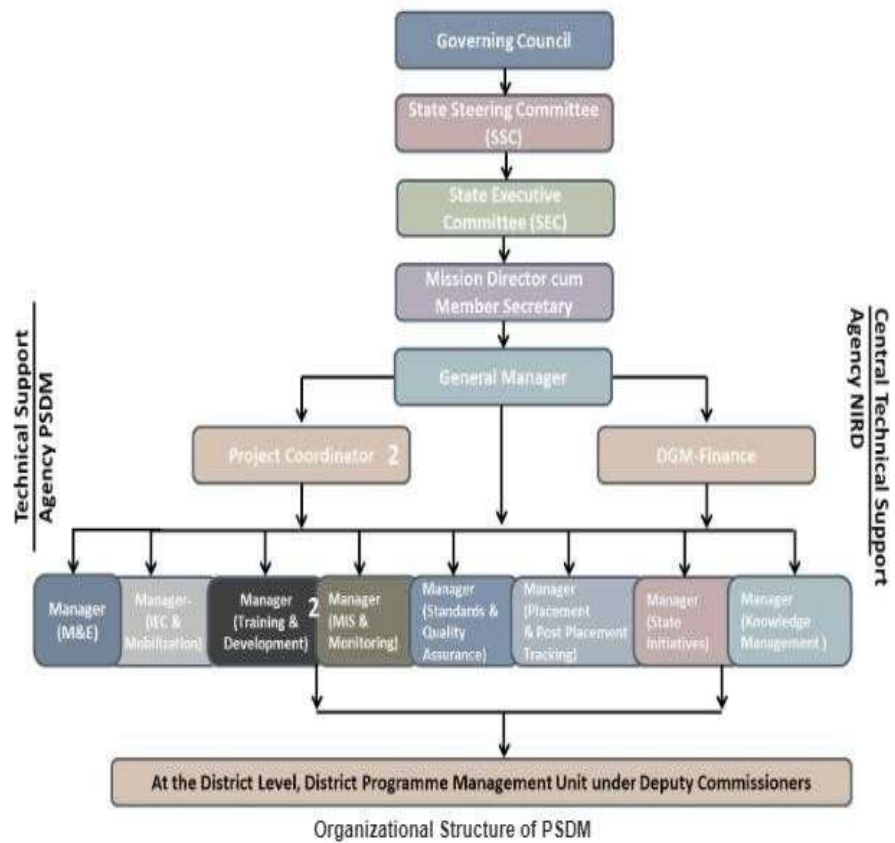 Governing Council
State Steering Committee
(SSC)
State Executive
Committee (SEC)
Mission Director cum
Member Secretary
General Manager
Technical Support
Agency PSDM
Central Technical Support
Agency NIRD
Project Coordinator 2
DGM-Finance
Manager
(M&E)
Manager-
(IEC &
Mobilization)
Manager 2
(Training &
Development)
Manager
(MIS &
Monitoring)
Manager
(Standards &
Quality
Assurance)
Manager
(Placement
& Post Placement
Tracking)
Manager
(State
Initiatives)
Manager
(Knowledge
Management )
At the District Level, District Programme Management Unit under Deputy Commissioners
Organizational Structure of PSDM